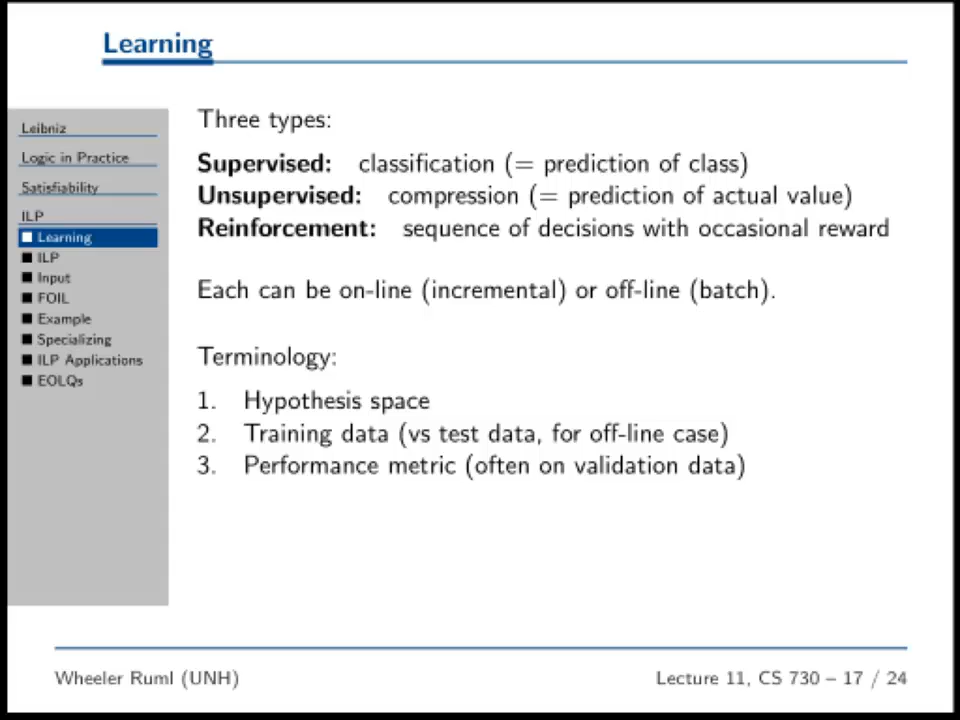 Learning
Leibniz
Logic in Practice
Satisfiability
ILP
Learning
ILP
Input
FOIL
Example
Specializing
ILP Applications
EOLQs
Three types:
Supervised: classification (= prediction of class)
Unsupervised: compression (= prediction of actual value)
Reinforcement: sequence of decisions with occasional reward
Each can be on-line (incremental) or off-line (batch).
Terminology:
1. Hypothesis space
2. Training data (vs test data, for off-line case)
3. Performance metric (often on validation data)
Wheeler Ruml (UNH)
Lecture 11, CS 730 – 17 / 24